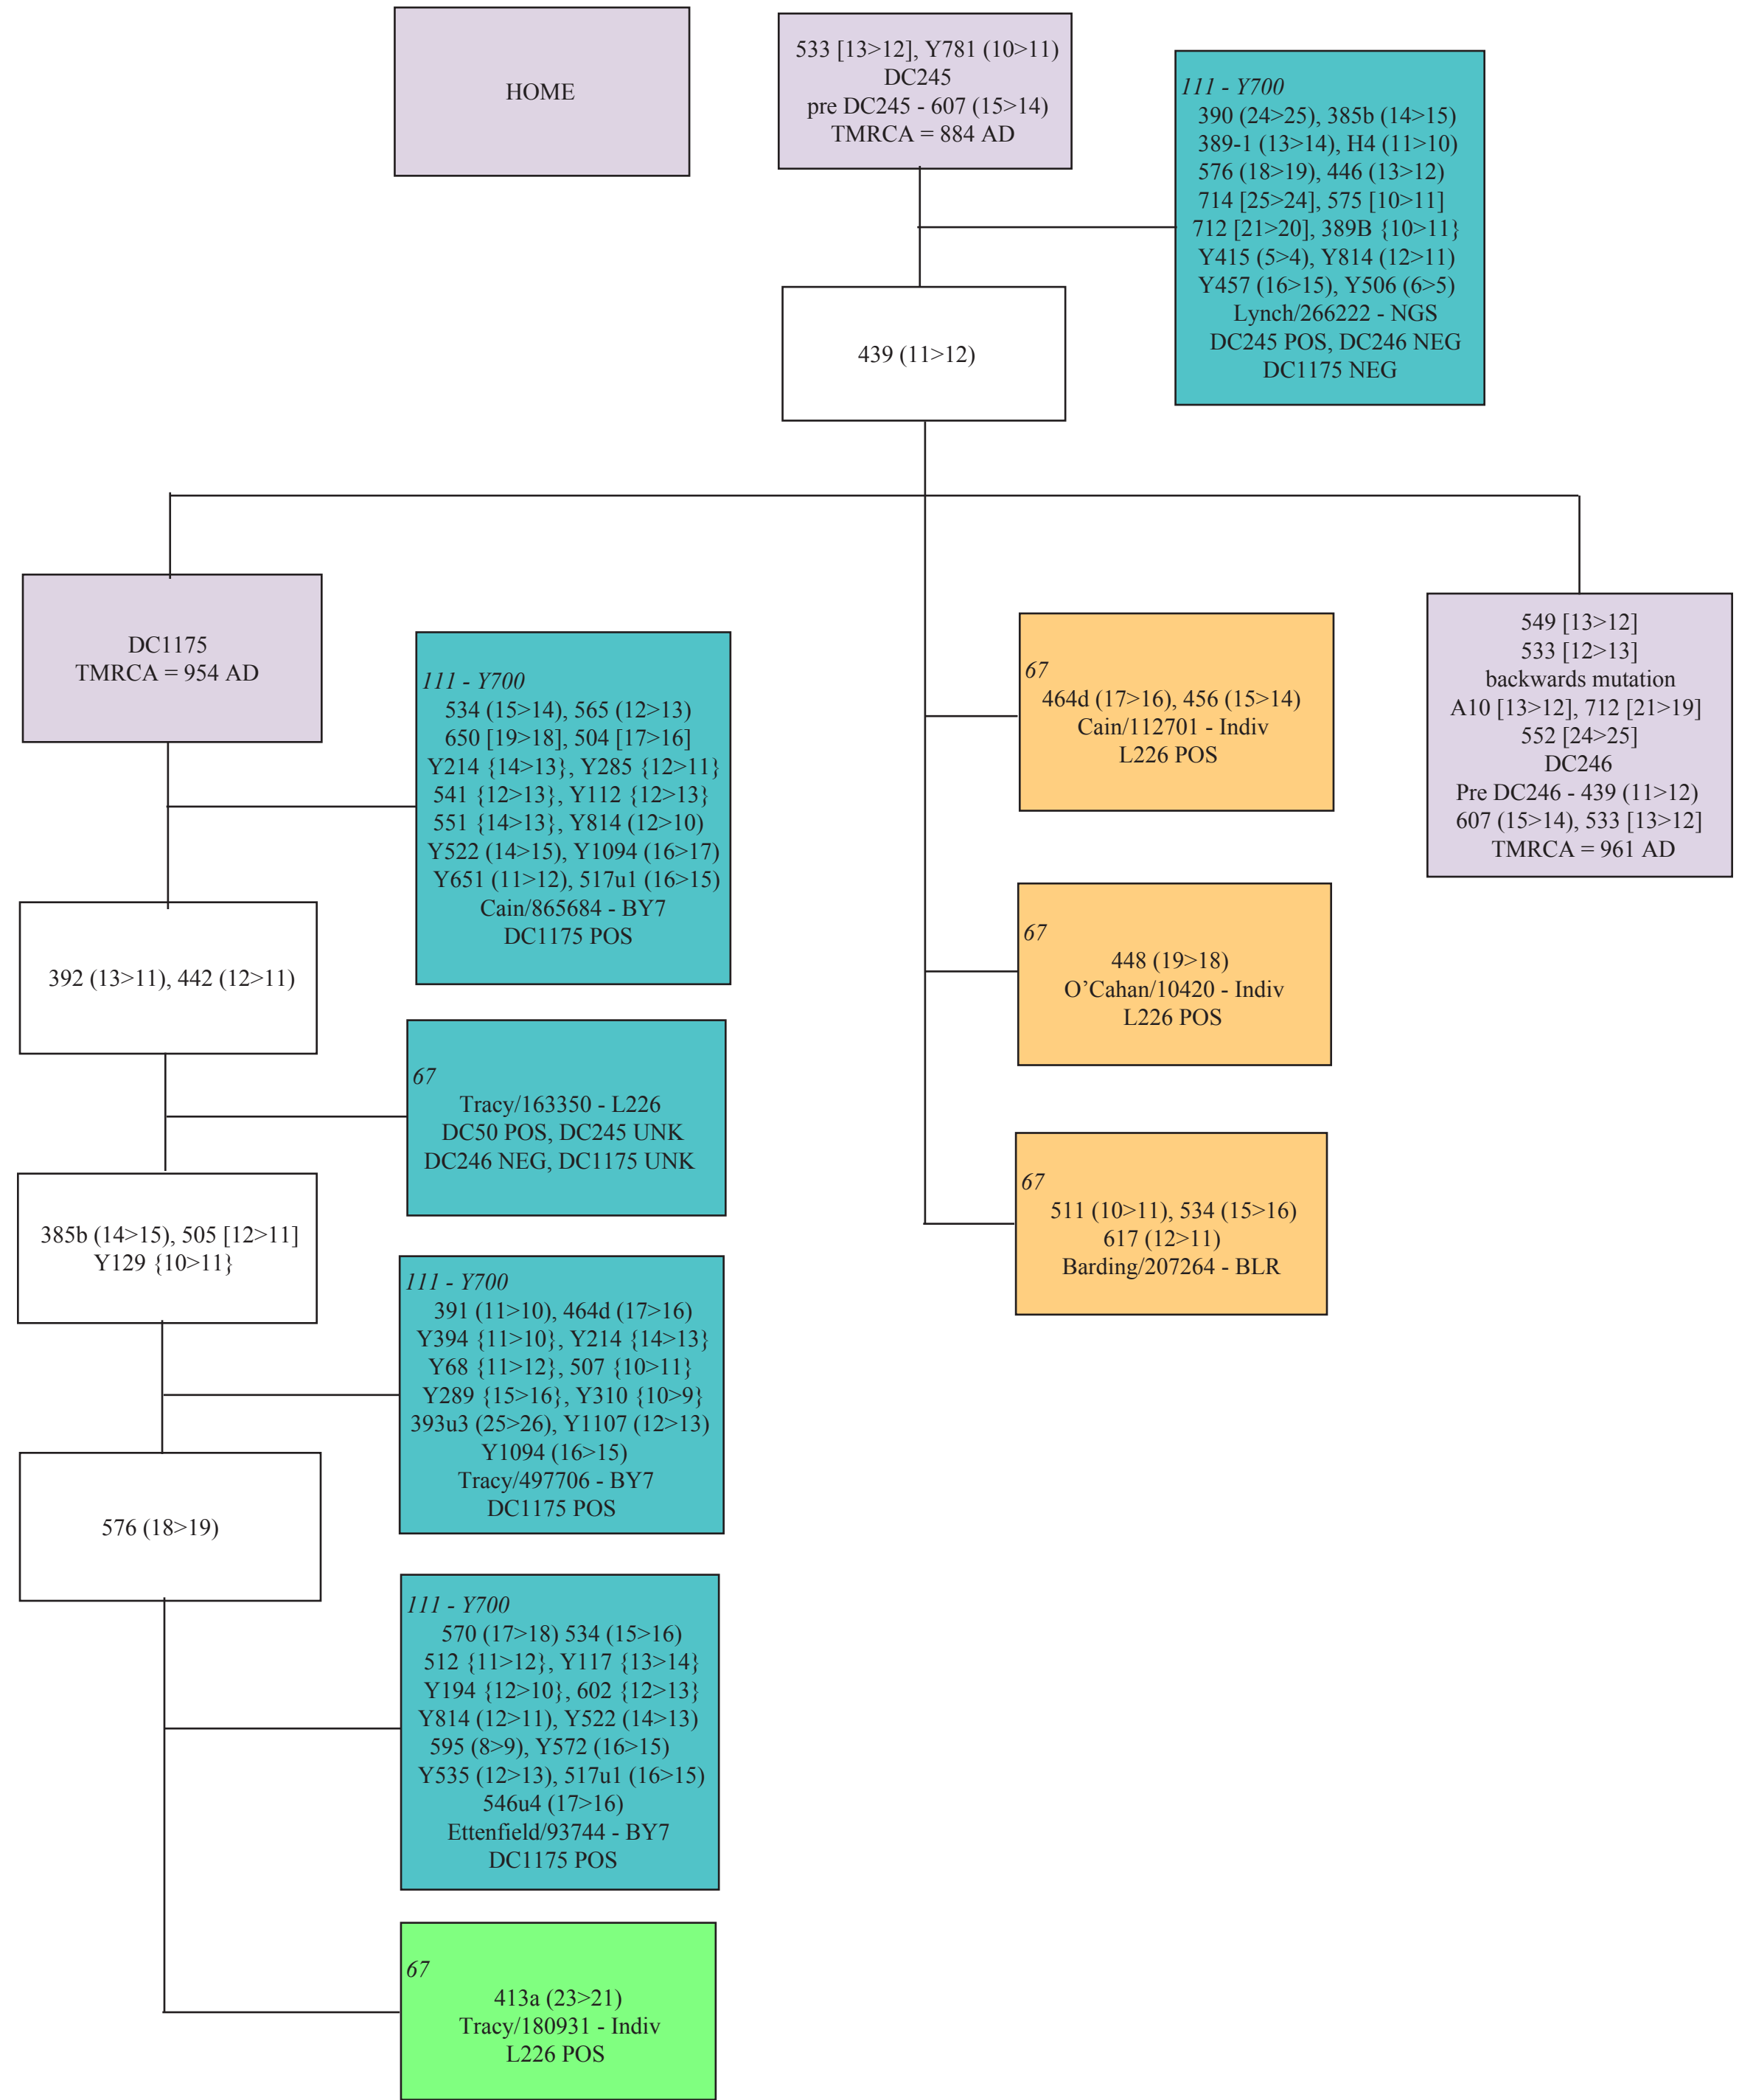 HOME
533 [13>12], Y781 (10>11)
DC245
pre DC245 - 607 (15>14)
TMRCA = 884 AD
111 - Y700
390 (24>25), 385b (14>15)
389-1 (13>14), H4 (11>10)
576 (18>19), 446 (13>12)
714 [25>24], 575 [10>11]
712 [21>20], 389B {10>11}
Y415 (5>4), Y814 (12>11)
Y457 (16>15), Y506 (6>5)
Lynch/266222 - NGS
DC245 POS, DC246 NEG
DC1175 NEG
439 (11>12)
DC1175
TMRCA = 954 AD
111 - Y700
534 (15>14), 565 (12>13)
650 [19>18], 504 [17>16]
Y214 {14>13}, Y285 {12>11}
541 {12>13}, Y112 {12>13}
551 {14>13}, Y814 (12>10)
Y522 (14>15), Y1094 (16>17)
Y651 (11>12), 517u1 (16>15)
Cain/865684 - BY7
DC1175 POS
67
464d (17>16), 456 (15>14)
Cain/112701 - Indiv
L226 POS
549 [13>12]
533 [12>13]
backwards mutation
A10 [13>12], 712 [21>19]
552 [24>25]
DC246
Pre DC246 - 439 (11>12)
607 (15>14), 533 [13>12]
TMRCA = 961 AD
392 (13>11), 442 (12>11)
67
448 (19>18)
O’Cahan/10420 - Indiv
L226 POS
67
Tracy/163350 - L226
DC50 POS, DC245 UNK
DC246 NEG, DC1175 UNK
67
511 (10>11), 534 (15>16)
617 (12>11)
Barding/207264 - BLR
385b (14>15), 505 [12>11]
Y129 {10>11}
111 - Y700
391 (11>10), 464d (17>16)
Y394 {11>10}, Y214 {14>13}
Y68 {11>12}, 507 {10>11}
Y289 {15>16}, Y310 {10>9}
393u3 (25>26), Y1107 (12>13)
Y1094 (16>15)
Tracy/497706 - BY7
DC1175 POS
576 (18>19)
111 - Y700
570 (17>18) 534 (15>16)
512 {11>12}, Y117 {13>14}
Y194 {12>10}, 602 {12>13}
Y814 (12>11), Y522 (14>13)
595 (8>9), Y572 (16>15)
Y535 (12>13), 517u1 (16>15)
546u4 (17>16)
Ettenfield/93744 - BY7
DC1175 POS
67
413a (23>21)
Tracy/180931 - Indiv
L226 POS